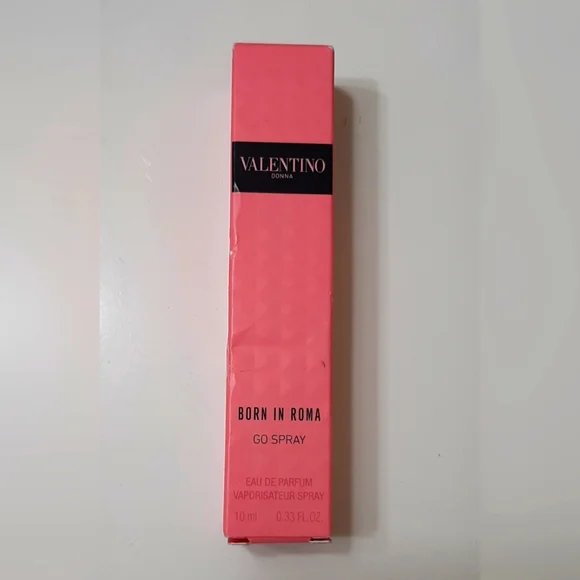 VALENTINO
DONNA
BORN IN ROMA
GO SPRAY
EAU DE PARFUM
VAPORISATEUR SPRAY
10 ml 0.33 FL.OZ.